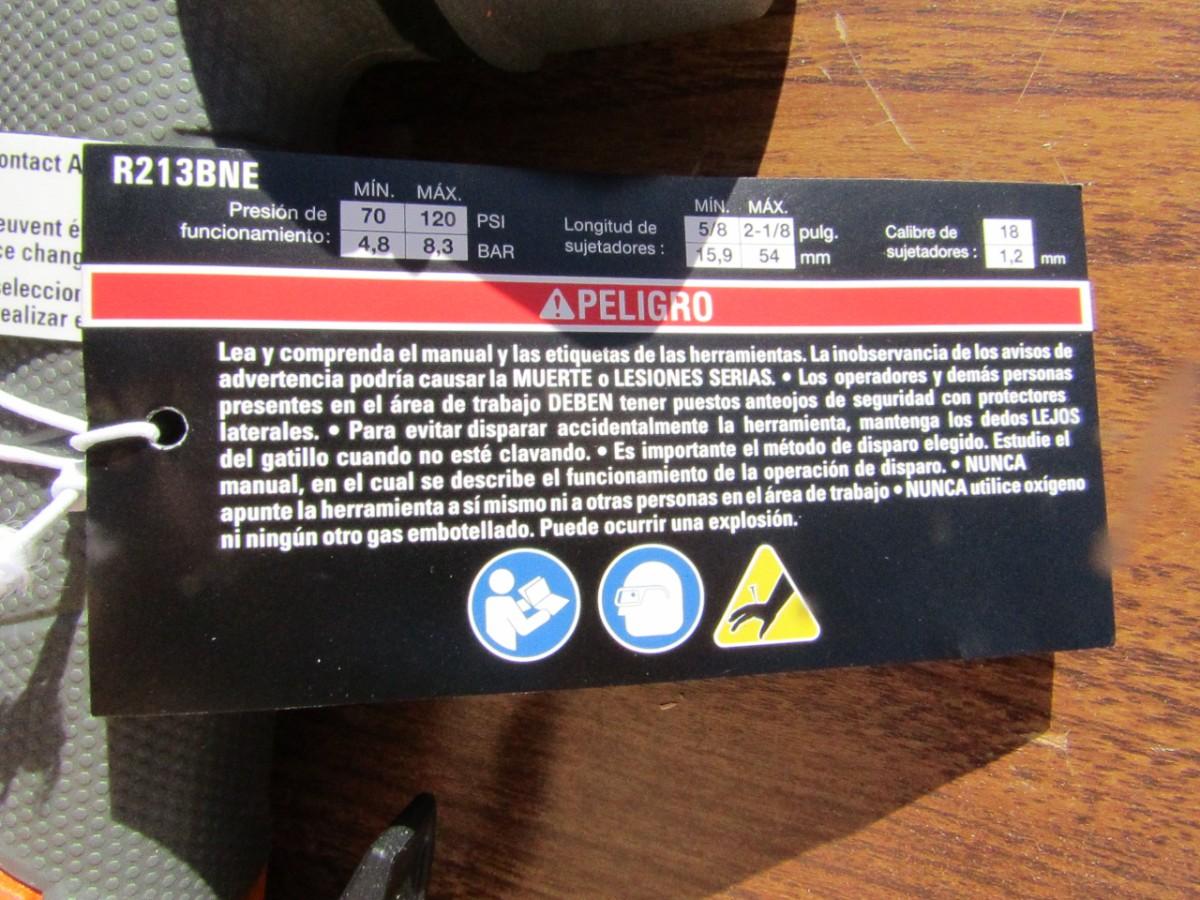 ontact A
euvent é
ce chang
seleccior
ealizar e
R213BNE
MÍN. MÁX.
Presión de funcionamiento:
70 120 PSI
4,8 8,3 BAR
MÍN. MÁX.
Longitud de sujetadores :
5/8 2-1/8 pulg.
15,9 54 mm
Calibre de sujetadores :
18
1,2 mm
PELIGRO
Lea y comprenda el manual y las etiquetas de las herramientas. La inobservancia de los avisos de
advertencia podría causar la MUERTE o LESIONES SERIAS. • Los operadores y demás personas
presentes en el área de trabajo DEBEN tener puestos anteojos de seguridad con protectores
laterales. • Para evitar disparar accidentalmente la herramienta, mantenga los dedos LEJOS
del gatillo cuando no esté clavando. • Es importante el método de disparo elegido. Estudie el
manual, en el cual se describe el funcionamiento de la operación de disparo. • NUNCA
apunte la herramienta a sí mismo ni a otras personas en el área de trabajo • NUNCA utilice oxígeno
ni ningún otro gas embotellado. Puede ocurrir una explosión.